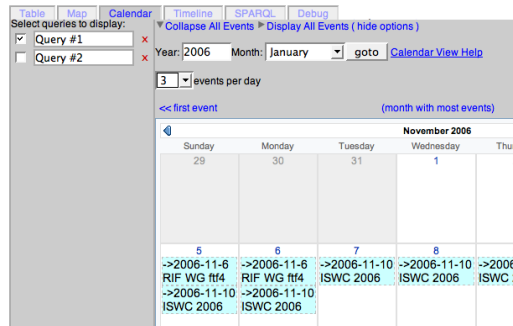 Table Map Calendar Timeline SPARQL Debug
Select queries to display:
Query #1 x
Query #2 x
Collapse All Events Display All Events ( hide options )
Year: 2006 Month: January goto Calendar View Help
3 events per day
<< first event (month with most events)
November 2006
Sunday Monday Tuesday Wednesday Thu
29 30 31 1
5 6 7 8
->2006-11-6 ->2006-11-6 ->2006-11-10 ->2006-11-10 ->2006
RIF WG ftf4 RIF WG ftf4 ISWC 2006 ISWC 2006 ISWC
->2006-11-10 ->2006-11-10
ISWC 2006 ISWC 2006